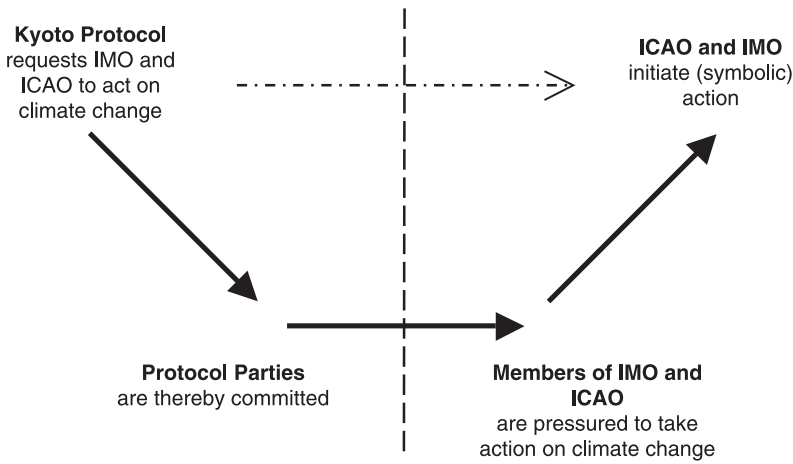 Kyoto Protocol
requests IMO and
ICAO to act on
climate change
ICAO and IMO
initiate (symbolic)
action
Protocol Parties
are thereby committed
Members of IMO and
ICAO
are pressured to take
action on climate change